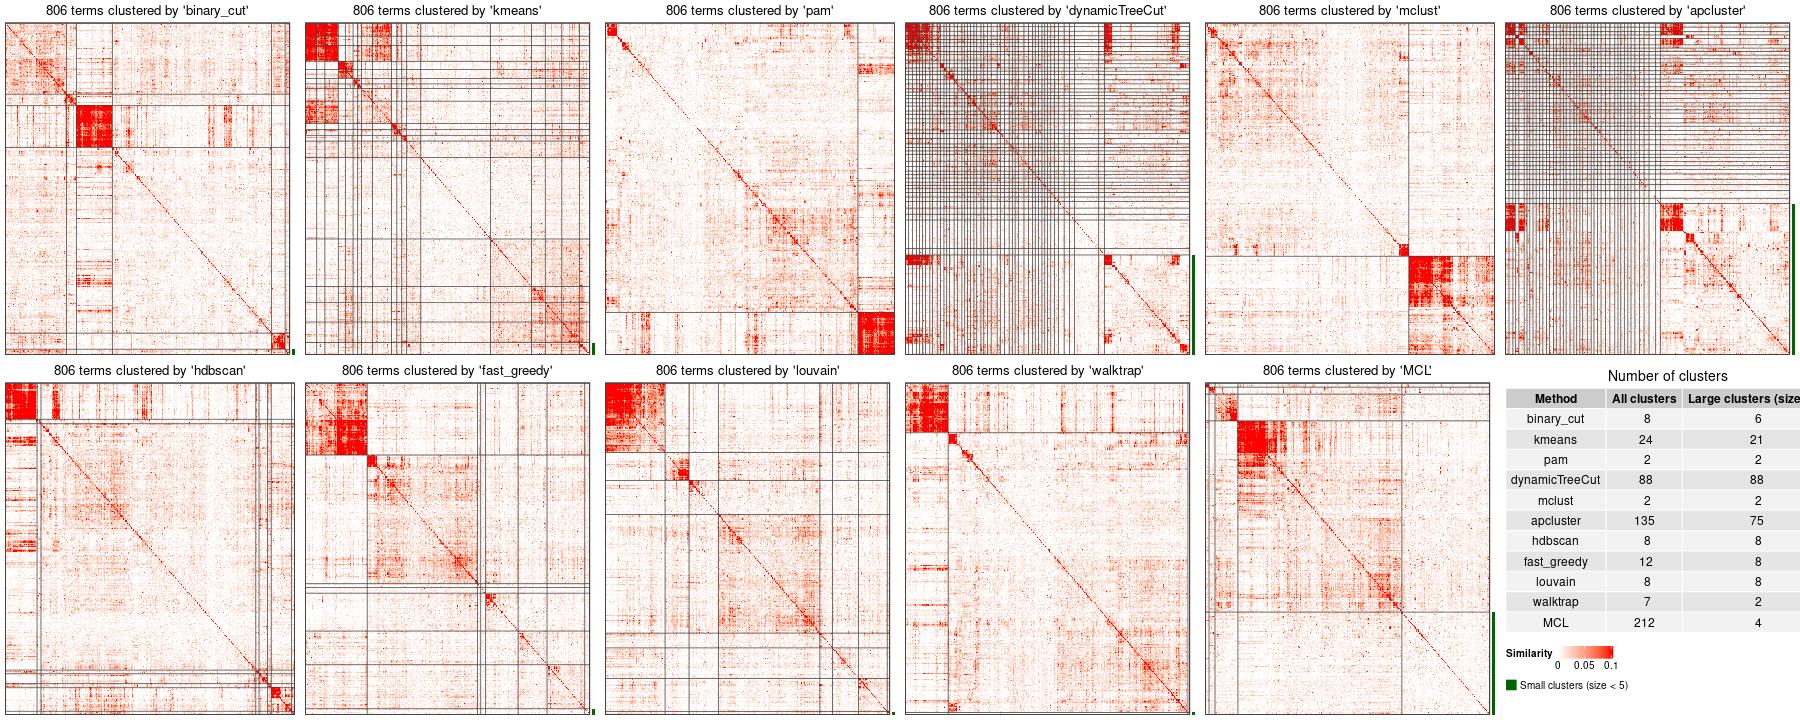 806 terms clustered by 'binary_cut'
806 terms clustered by 'kmeans'
806 terms clustered by 'pam'
806 terms clustered by 'dynamicTreeCut'
806 terms clustered by 'mclust'
806 terms clustered by 'apcluster'
806 terms clustered by 'hdbscan'
806 terms clustered by 'fast_greedy'
806 terms clustered by 'louvain'
806 terms clustered by 'walktrap'
806 terms clustered by 'MCL'
Number of clusters
Method All clusters Large clusters (size
binary_cut 8 6
kmeans 24 21
pam 2 2
dynamicTreeCut 88 88
mclust 2 2
apcluster 135 75
hdbscan 8 8
fast_greedy 12 8
louvain 8 8
walktrap 7 2
MCL 212 4
Similarity
0 0.05 0.1
Small clusters (size < 5)